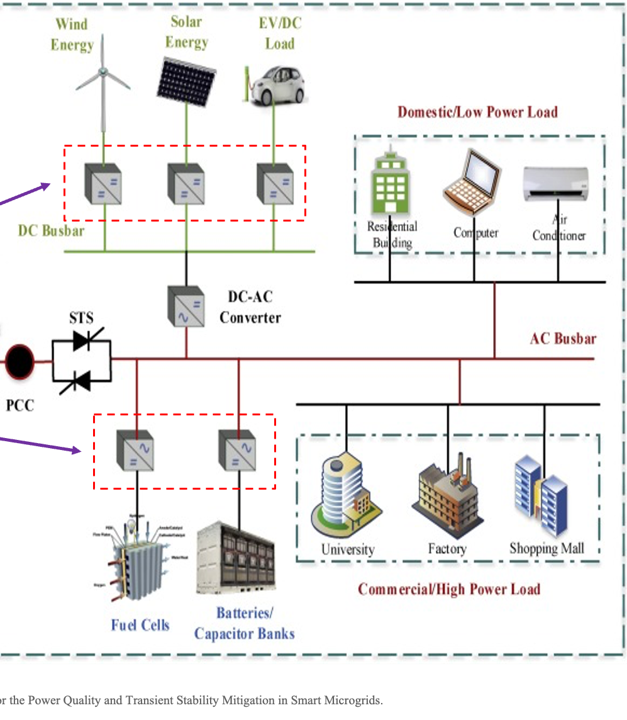 Wind
Energy
Solar
Energy
EV/DC
Load
Domestic/Low Power Load
Residential
Building
Computer
Air
Conditioner
DC Busbar
DC-AC
Converter
STS
AC Busbar
PCC
University
Factory
Shopping Mall
Commercial/High Power Load
Fuel Cells
Batteries/
Capacitor Banks
or the Power Quality and Transient Stability Mitigation in Smart Microgrids.